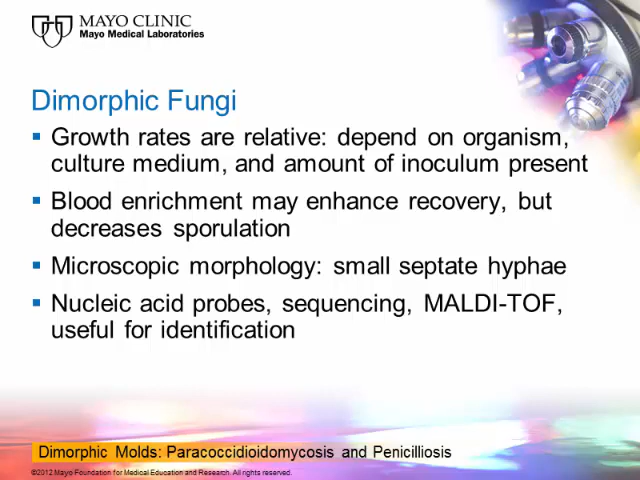 MAYO CLINIC
Mayo Medical Laboratories
Dimorphic Fungi
▪ Growth rates are relative: depend on organism,
culture medium, and amount of inoculum present
▪ Blood enrichment may enhance recovery, but
decreases sporulation
▪ Microscopic morphology: small septate hyphae
▪ Nucleic acid probes, sequencing, MALDI-TOF,
useful for identification
Dimorphic Molds: Paracoccidioidomycosis and Penicilliosis
©2012 Mayo Foundation for Medical Education and Research. All rights reserved.